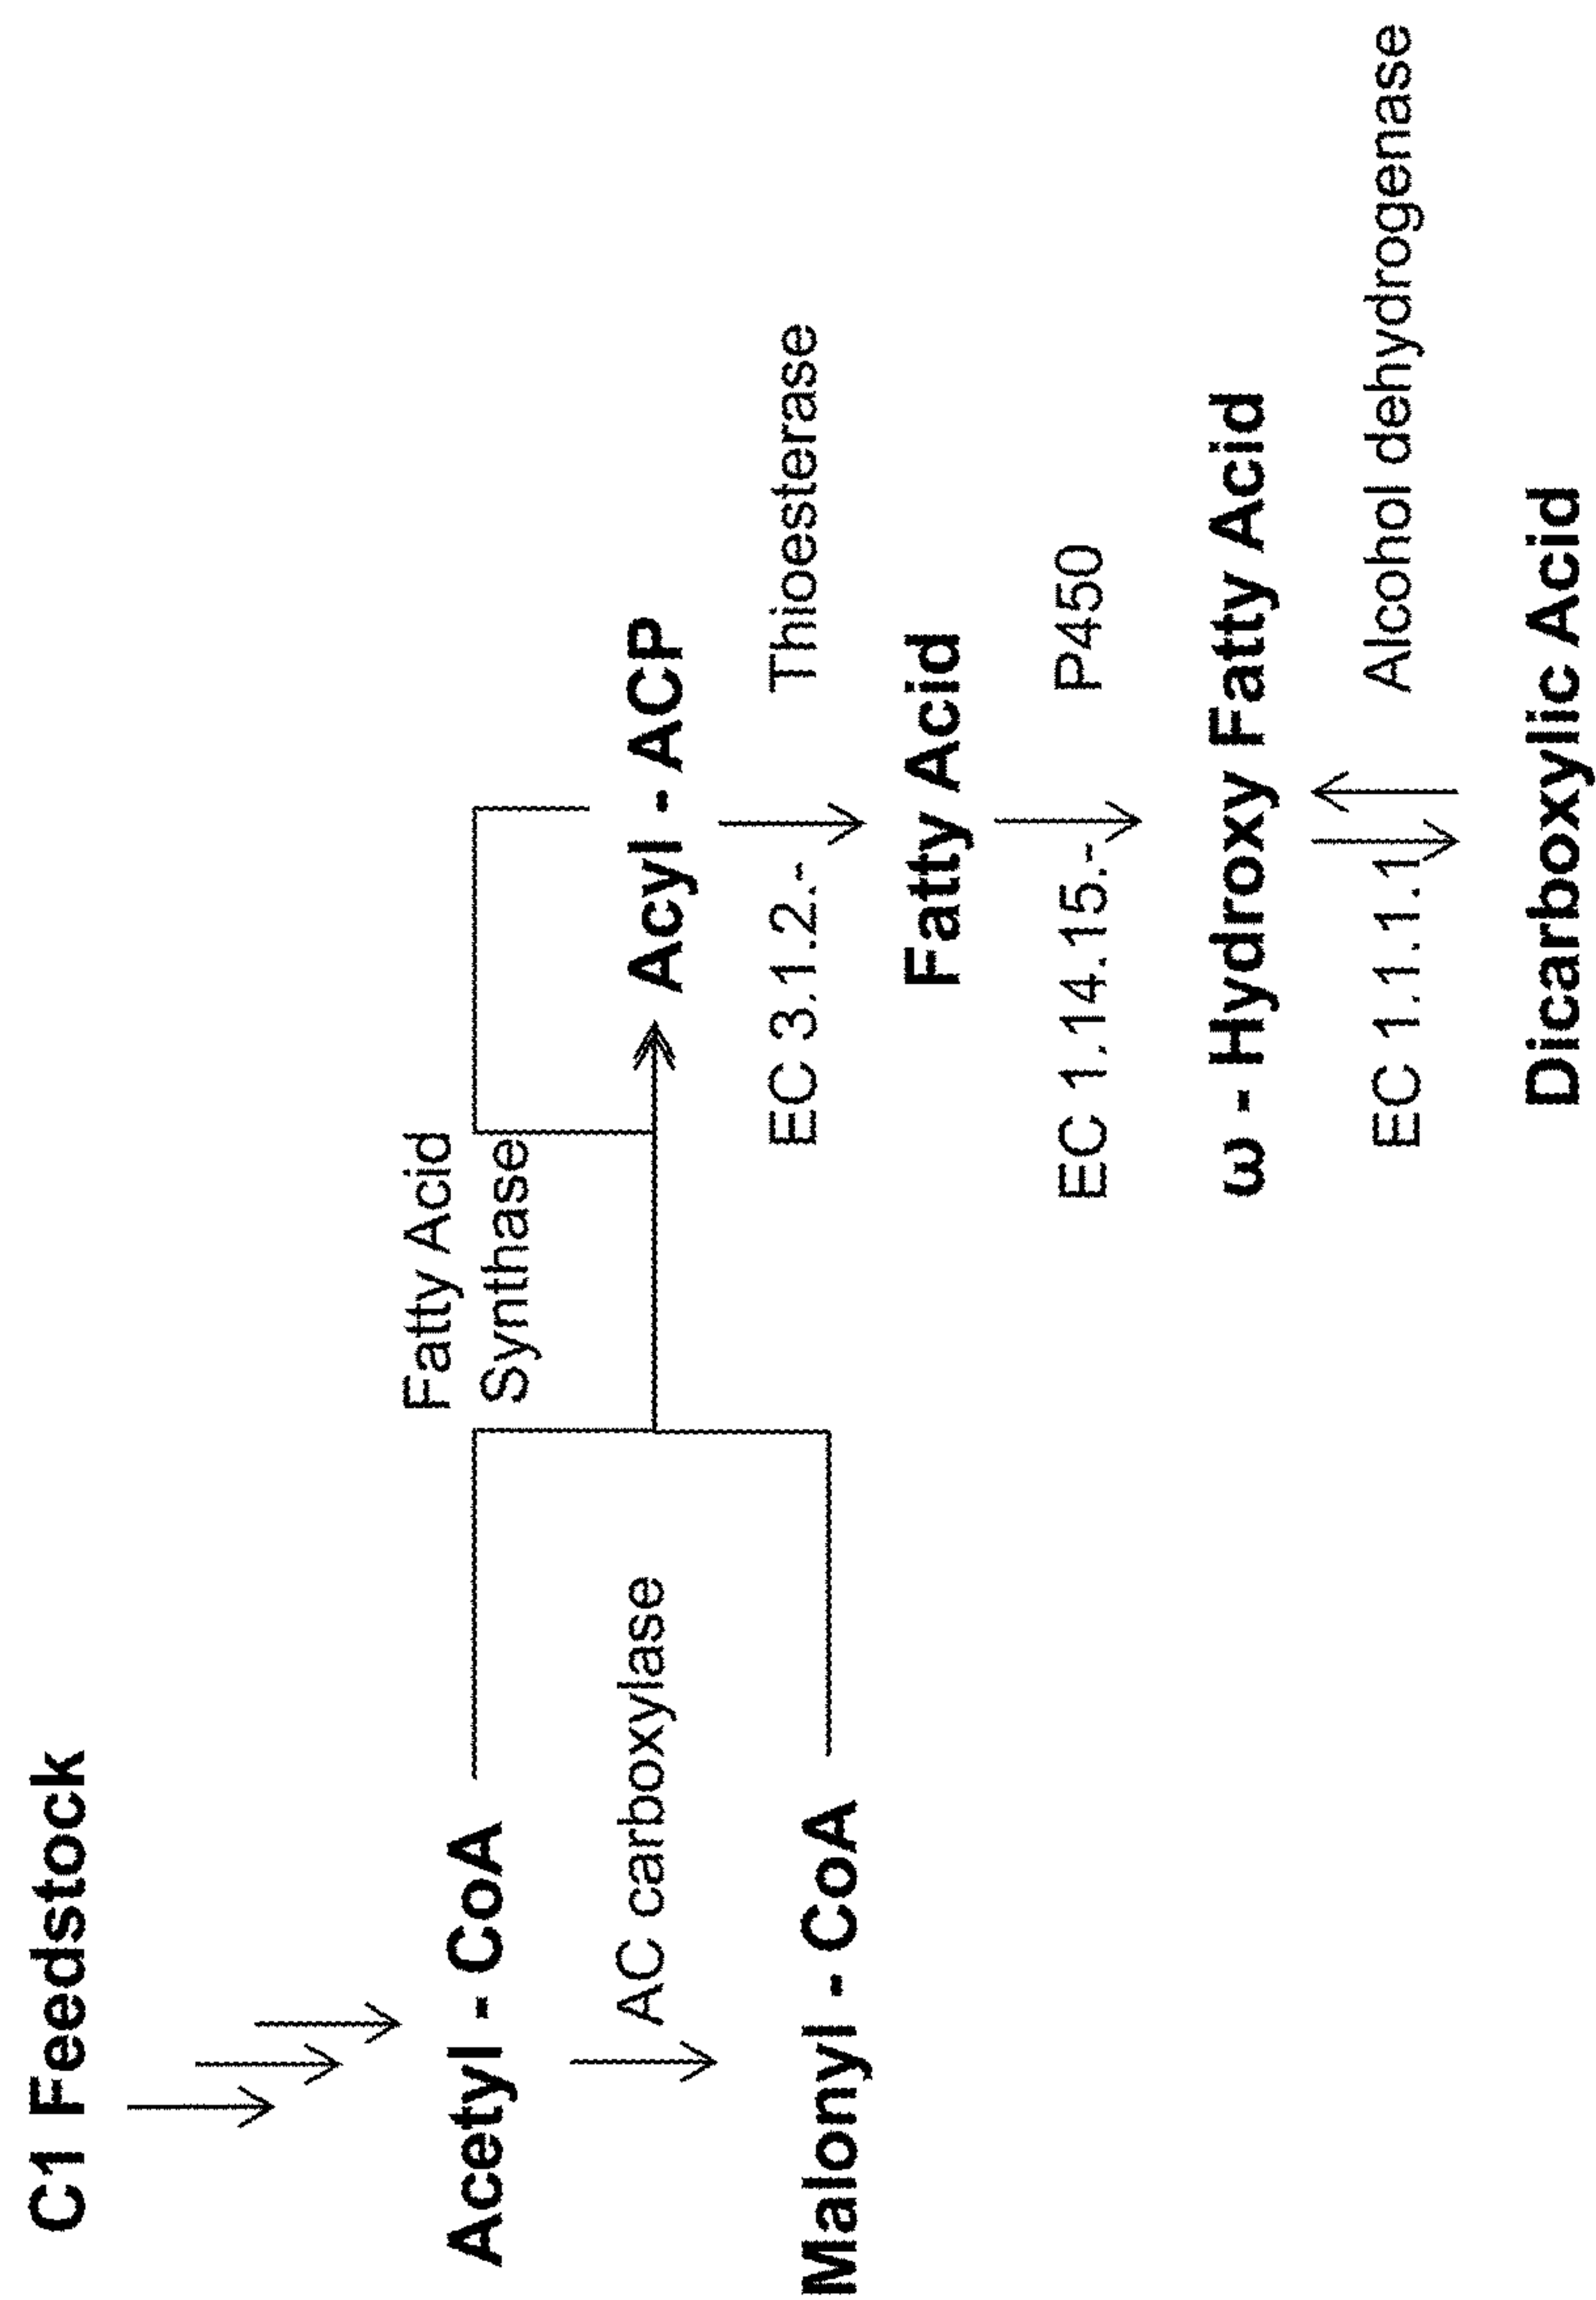 C1 Feedstock
Acetyl - CoA
AC carboxylase
Malonyl - CoA
Fatty Acid
Synthase
Acyl - ACP
EC 3.1.2.-
Thioesterase
Fatty Acid
EC 1.14.15.-
P450
ω - Hydroxy Fatty Acid
EC 1.1.1.1
Alcohol dehydrogenase
Dicarboxylic Acid